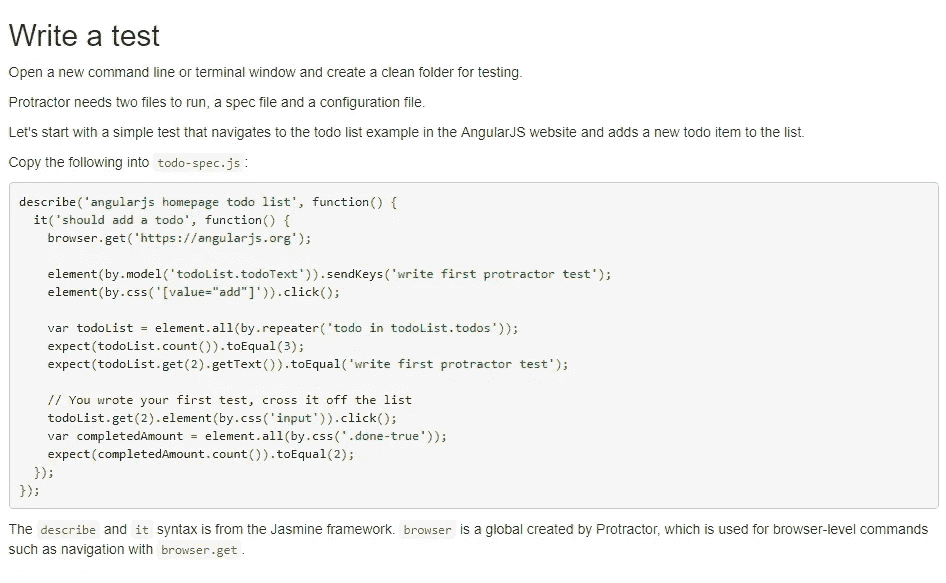 Write a test
Open a new command line or terminal window and create a clean folder for testing.
Protractor needs two files to run, a spec file and a configuration file.
Let's start with a simple test that navigates to the todo list example in the AngularJS website and adds a new todo item to the list.
Copy the following into todo-spec.js :
describe('angularjs homepage todo list', function() {
  it('should add a todo', function() {
    browser.get('https://angularjs.org');

    element(by.model('todoList.todoText')).sendKeys('write first protractor test');
    element(by.css('[value="add"]')).click();

    var todoList = element.all(by.repeater('todo in todoList.todos'));
    expect(todoList.count()).toEqual(3);
    expect(todoList.get(2).getText()).toEqual('write first protractor test');

    // You wrote your first test, cross it off the list
    todoList.get(2).element(by.css('input')).click();
    var completedAmount = element.all(by.css('.done-true'));
    expect(completedAmount.count()).toEqual(2);
  });
});
The describe and it syntax is from the Jasmine framework. browser is a global created by Protractor, which is used for browser-level commands
such as navigation with browser.get .